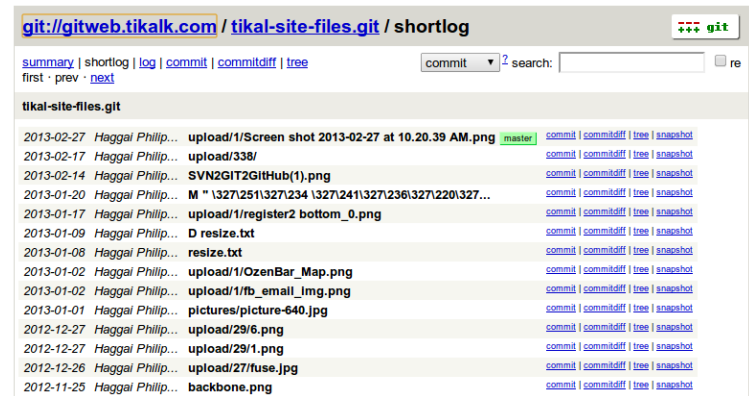 git://gitweb.tikalk.com / tikal-site-files.git / shortlog
git
summary | shortlog | log | commit | commitdiff | tree
commit ? search: re
first · prev · next
tikal-site-files.git
2013-02-27 Haggai Philip... upload/1/Screen shot 2013-02-27 at 10.20.39 AM.png master commit | commitdiff | tree | snapshot
2013-02-17 Haggai Philip... upload/338/ commit | commitdiff | tree | snapshot
2013-02-14 Haggai Philip... SVN2GIT2GitHub(1).png commit | commitdiff | tree | snapshot
2013-01-20 Haggai Philip... M " \327\251\327\234 \327\241\327\236\327\220\327... commit | commitdiff | tree | snapshot
2013-01-17 Haggai Philip... upload/1/register2 bottom_0.png commit | commitdiff | tree | snapshot
2013-01-09 Haggai Philip... D resize.txt commit | commitdiff | tree | snapshot
2013-01-08 Haggai Philip... resize.txt commit | commitdiff | tree | snapshot
2013-01-02 Haggai Philip... upload/1/OzenBar_Map.png commit | commitdiff | tree | snapshot
2013-01-02 Haggai Philip... upload/1/fb_email_img.png commit | commitdiff | tree | snapshot
2013-01-01 Haggai Philip... pictures/picture-640.jpg commit | commitdiff | tree | snapshot
2012-12-27 Haggai Philip... upload/29/6.png commit | commitdiff | tree | snapshot
2012-12-27 Haggai Philip... upload/29/1.png commit | commitdiff | tree | snapshot
2012-12-26 Haggai Philip... upload/27/fuse.jpg commit | commitdiff | tree | snapshot
2012-11-25 Haggai Philip... backbone.png commit | commitdiff | tree | snapshot